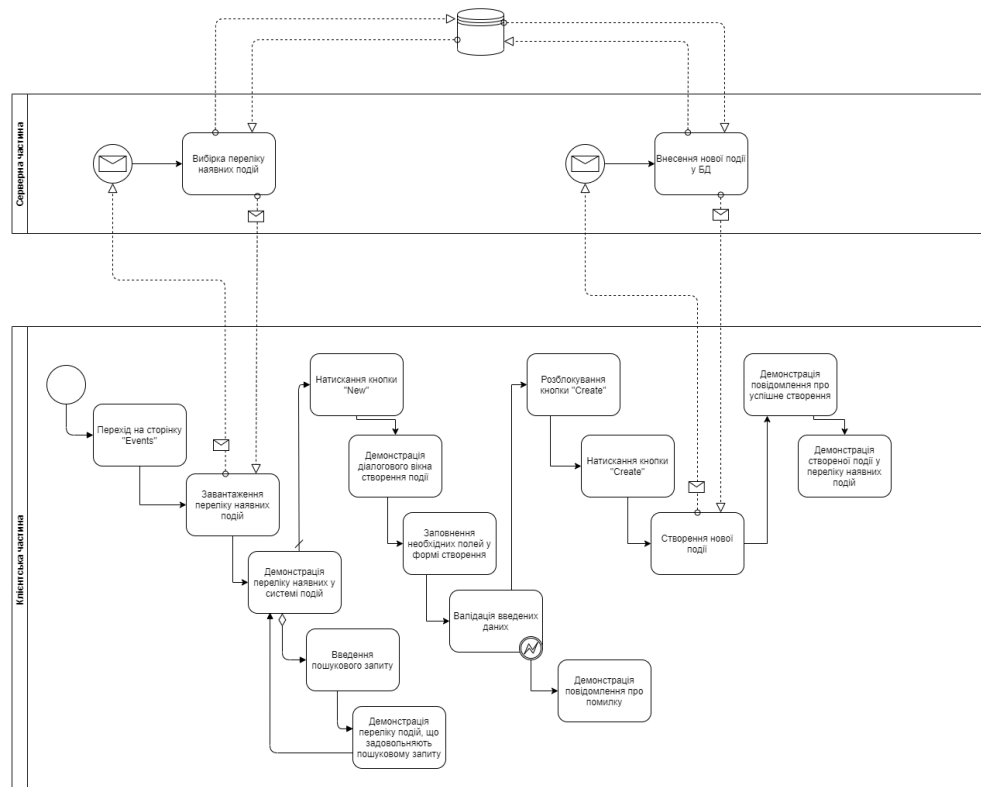 Серверна частина
Вибірка переліку
наявних подій
Внесення нової події
у БД
Клієнтська частина
Перехід на сторінку
"Events"
Завантаження
переліку наявних
подій
Демонстрація
переліку наявних у
системі подій
Введення
пошукового запиту
Демонстрація
переліку подій, що
задовольняють
пошуковому запиту
Натискання кнопки
"New"
Демонстрація
діалогового вікна
створення події
Заповнення
необхідних полей у
формі створення
Валідація введених
даних
Демонстрація
повідомлення про
помилку
Розблокування
кнопки "Create"
Натискання кнопки
"Create"
Створення нової
події
Демонстрація
повідомлення про
успішне створення
Демонстрація
створеної події у
переліку наявних
подій